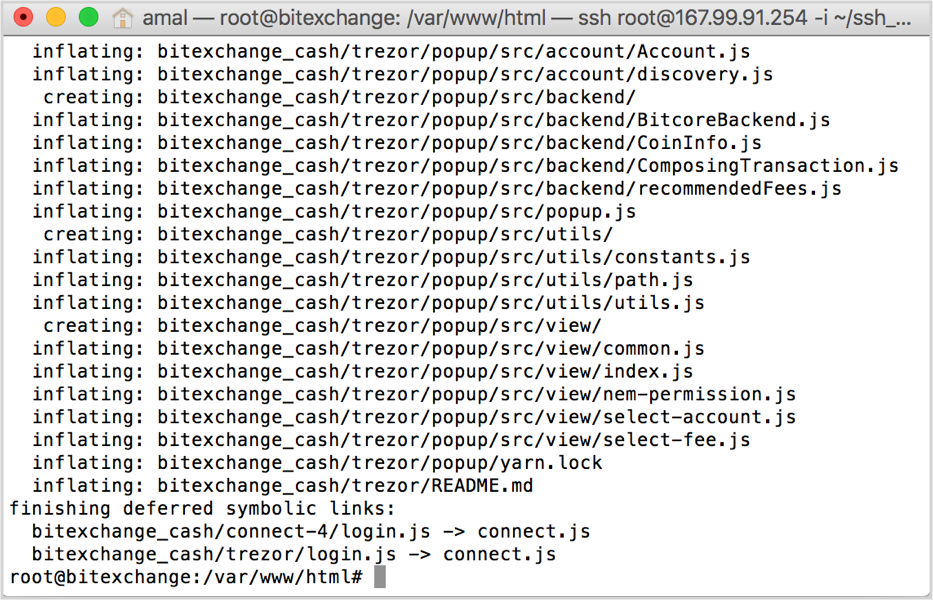 amal — root@bitexchange: /var/www/html — ssh root@167.99.91.254 -i ~/ssh_...
inflating: bitexchange_cash/trezor/popup/src/account/Account.js
inflating: bitexchange_cash/trezor/popup/src/account/discovery.js
creating: bitexchange_cash/trezor/popup/src/backend/
inflating: bitexchange_cash/trezor/popup/src/backend/BitcoreBackend.js
inflating: bitexchange_cash/trezor/popup/src/backend/CoinInfo.js
inflating: bitexchange_cash/trezor/popup/src/backend/ComposingTransaction.js
inflating: bitexchange_cash/trezor/popup/src/backend/recommendedFees.js
inflating: bitexchange_cash/trezor/popup/src/popup.js
creating: bitexchange_cash/trezor/popup/src/utils/
inflating: bitexchange_cash/trezor/popup/src/utils/constants.js
inflating: bitexchange_cash/trezor/popup/src/utils/path.js
inflating: bitexchange_cash/trezor/popup/src/utils/utils.js
creating: bitexchange_cash/trezor/popup/src/view/
inflating: bitexchange_cash/trezor/popup/src/view/common.js
inflating: bitexchange_cash/trezor/popup/src/view/index.js
inflating: bitexchange_cash/trezor/popup/src/view/nem-permission.js
inflating: bitexchange_cash/trezor/popup/src/view/select-account.js
inflating: bitexchange_cash/trezor/popup/src/view/select-fee.js
inflating: bitexchange_cash/trezor/popup/yarn.lock
inflating: bitexchange_cash/trezor/README.md
finishing deferred symbolic links:
bitexchange_cash/connect-4/login.js -> connect.js
bitexchange_cash/trezor/login.js -> connect.js
root@bitexchange:/var/www/html#